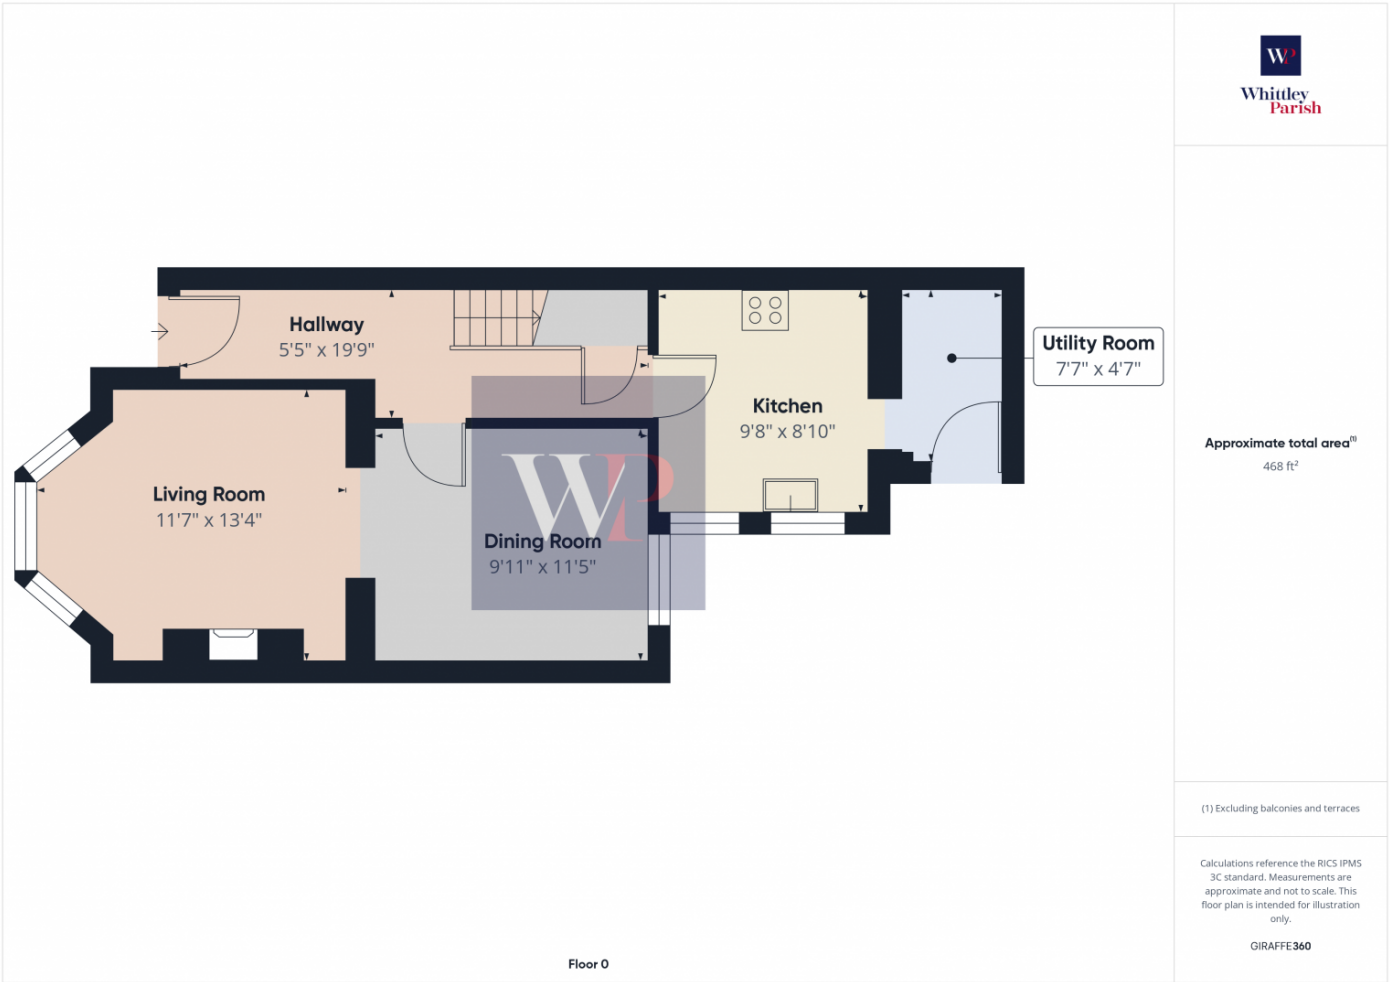 WP
Whittley
Parish
Hallway
5'5" x 19'9"
Utility Room
7'7" x 4'7"
Kitchen
9'8" x 8'10"
Living Room
11'7" x 13'4"
WP
Dining Room
9'11" x 11'5"
Approximate total area(1)
468 ft²
(1) Excluding balconies and terraces
Calculations reference the RICS IPMS
3C standard. Measurements are
approximate and not to scale. This
floor plan is intended for illustration
only.
GIRAFFE360
Floor 0